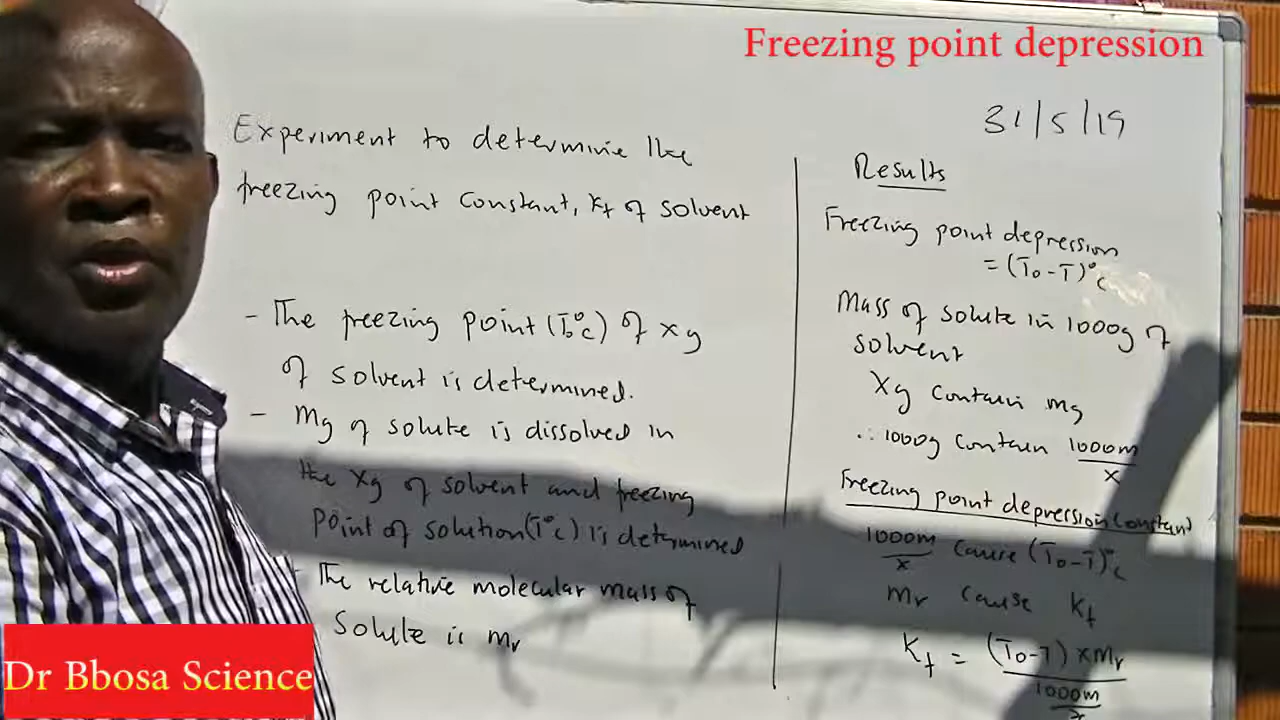 Freezing point depression
31/5/19
Experiment to determine the
freezing point Constant, Kf of solvent
- The freezing point (T₀°C) of xg
of solvent is determined.
- Mg of solute is dissolved in
the xg of solvent and freezing
point of solution (T°C) is determined
- The relative molecular mass of
Solute is Mr
Results
Freezing point depression
= (T₀-T)°C
Mass of solute in 1000g of
solvent
Xg contain mg
∴ 1000g contain 1000m/x
Freezing point depression constant
1000m/x cause (T₀-T)°C
Mr cause Kf
Kf = (T₀-T) x Mr
1000m/x
Dr Bbosa Science